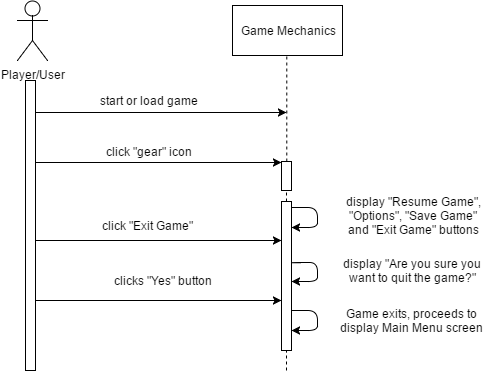 Game Mechanics
Player/User
start or load game
click "gear" icon
display "Resume Game",
"Options", "Save Game"
and "Exit Game" buttons
click "Exit Game"
display "Are you sure you
want to quit the game?"
clicks "Yes" button
Game exits, proceeds to
display Main Menu screen